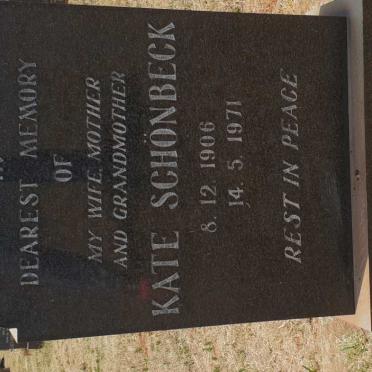 DEAREST MEMORY
OF
MY WIFE, MOTHER
AND GRANDMOTHER
KATE SCHÖNBECK
8. 12. 1906
14. 5. 1971
REST IN PEACE